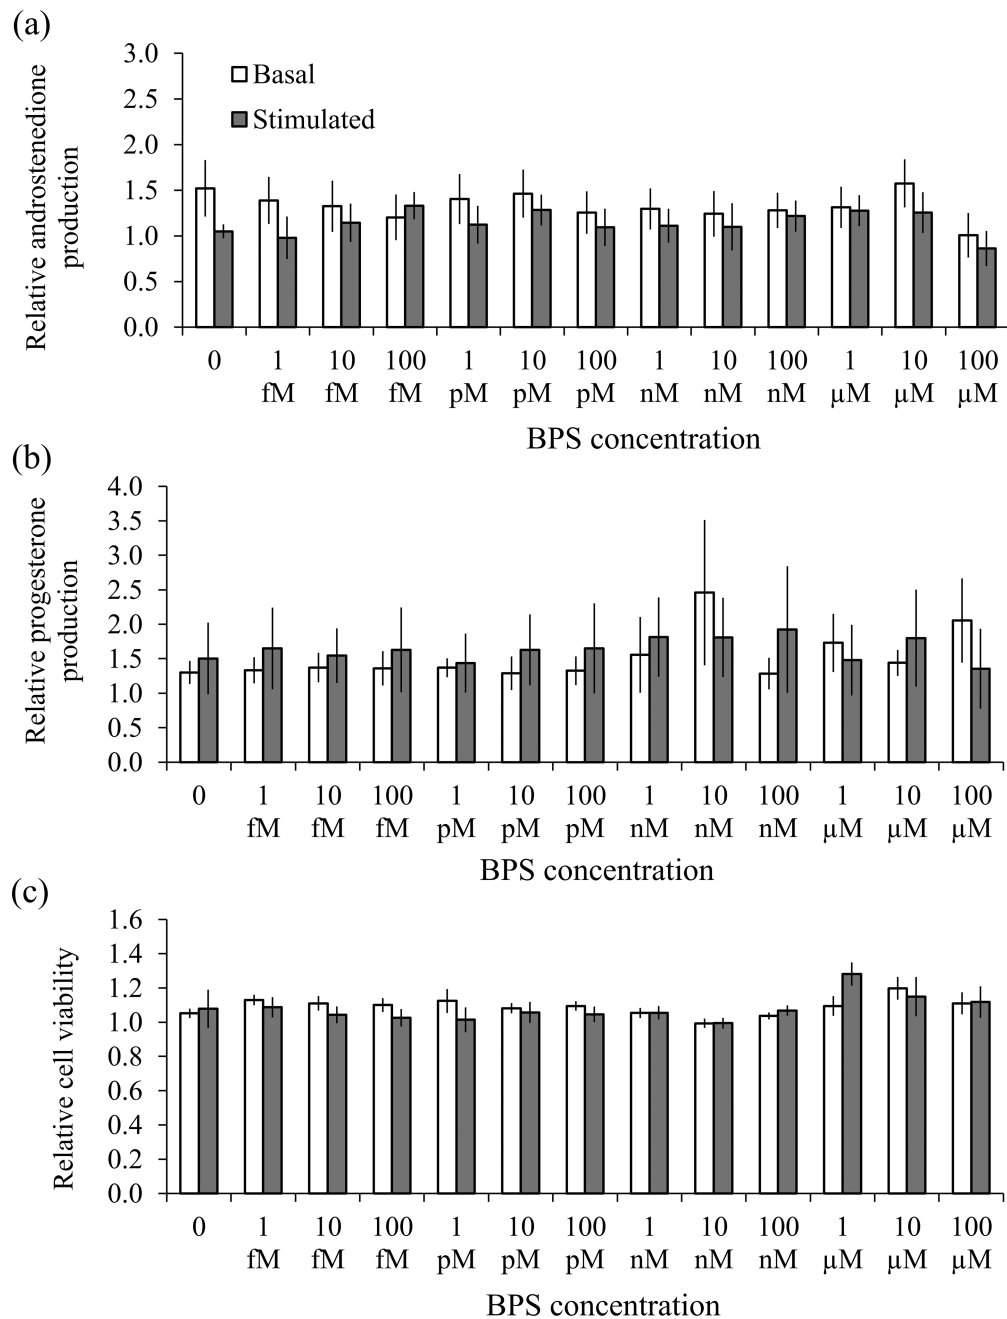 (a)
Relative androstenedione
production
3.0
2.5
2.0
1.5
1.0
0.5
0.0
Basal
Stimulated
0 1 10 100 1 10 100 1 10 100 1 10 100
fM fM fM pM pM pM nM nM nM µM µM µM
BPS concentration
(b)
Relative progesterone
production
4.0
3.5
3.0
2.5
2.0
1.5
1.0
0.5
0.0
0 1 10 100 1 10 100 1 10 100 1 10 100
fM fM fM pM pM pM nM nM nM µM µM µM
BPS concentration
(c)
Relative cell viability
1.6
1.4
1.2
1.0
0.8
0.6
0.4
0.2
0.0
0 1 10 100 1 10 100 1 10 100 1 10 100
fM fM fM pM pM pM nM nM nM µM µM µM
BPS concentration